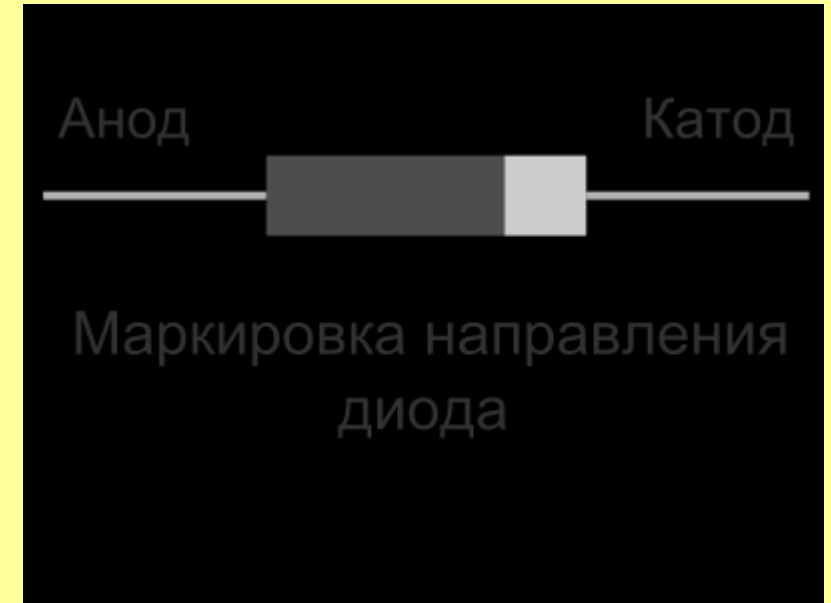 Анод Катод
Маркировка направления
диода